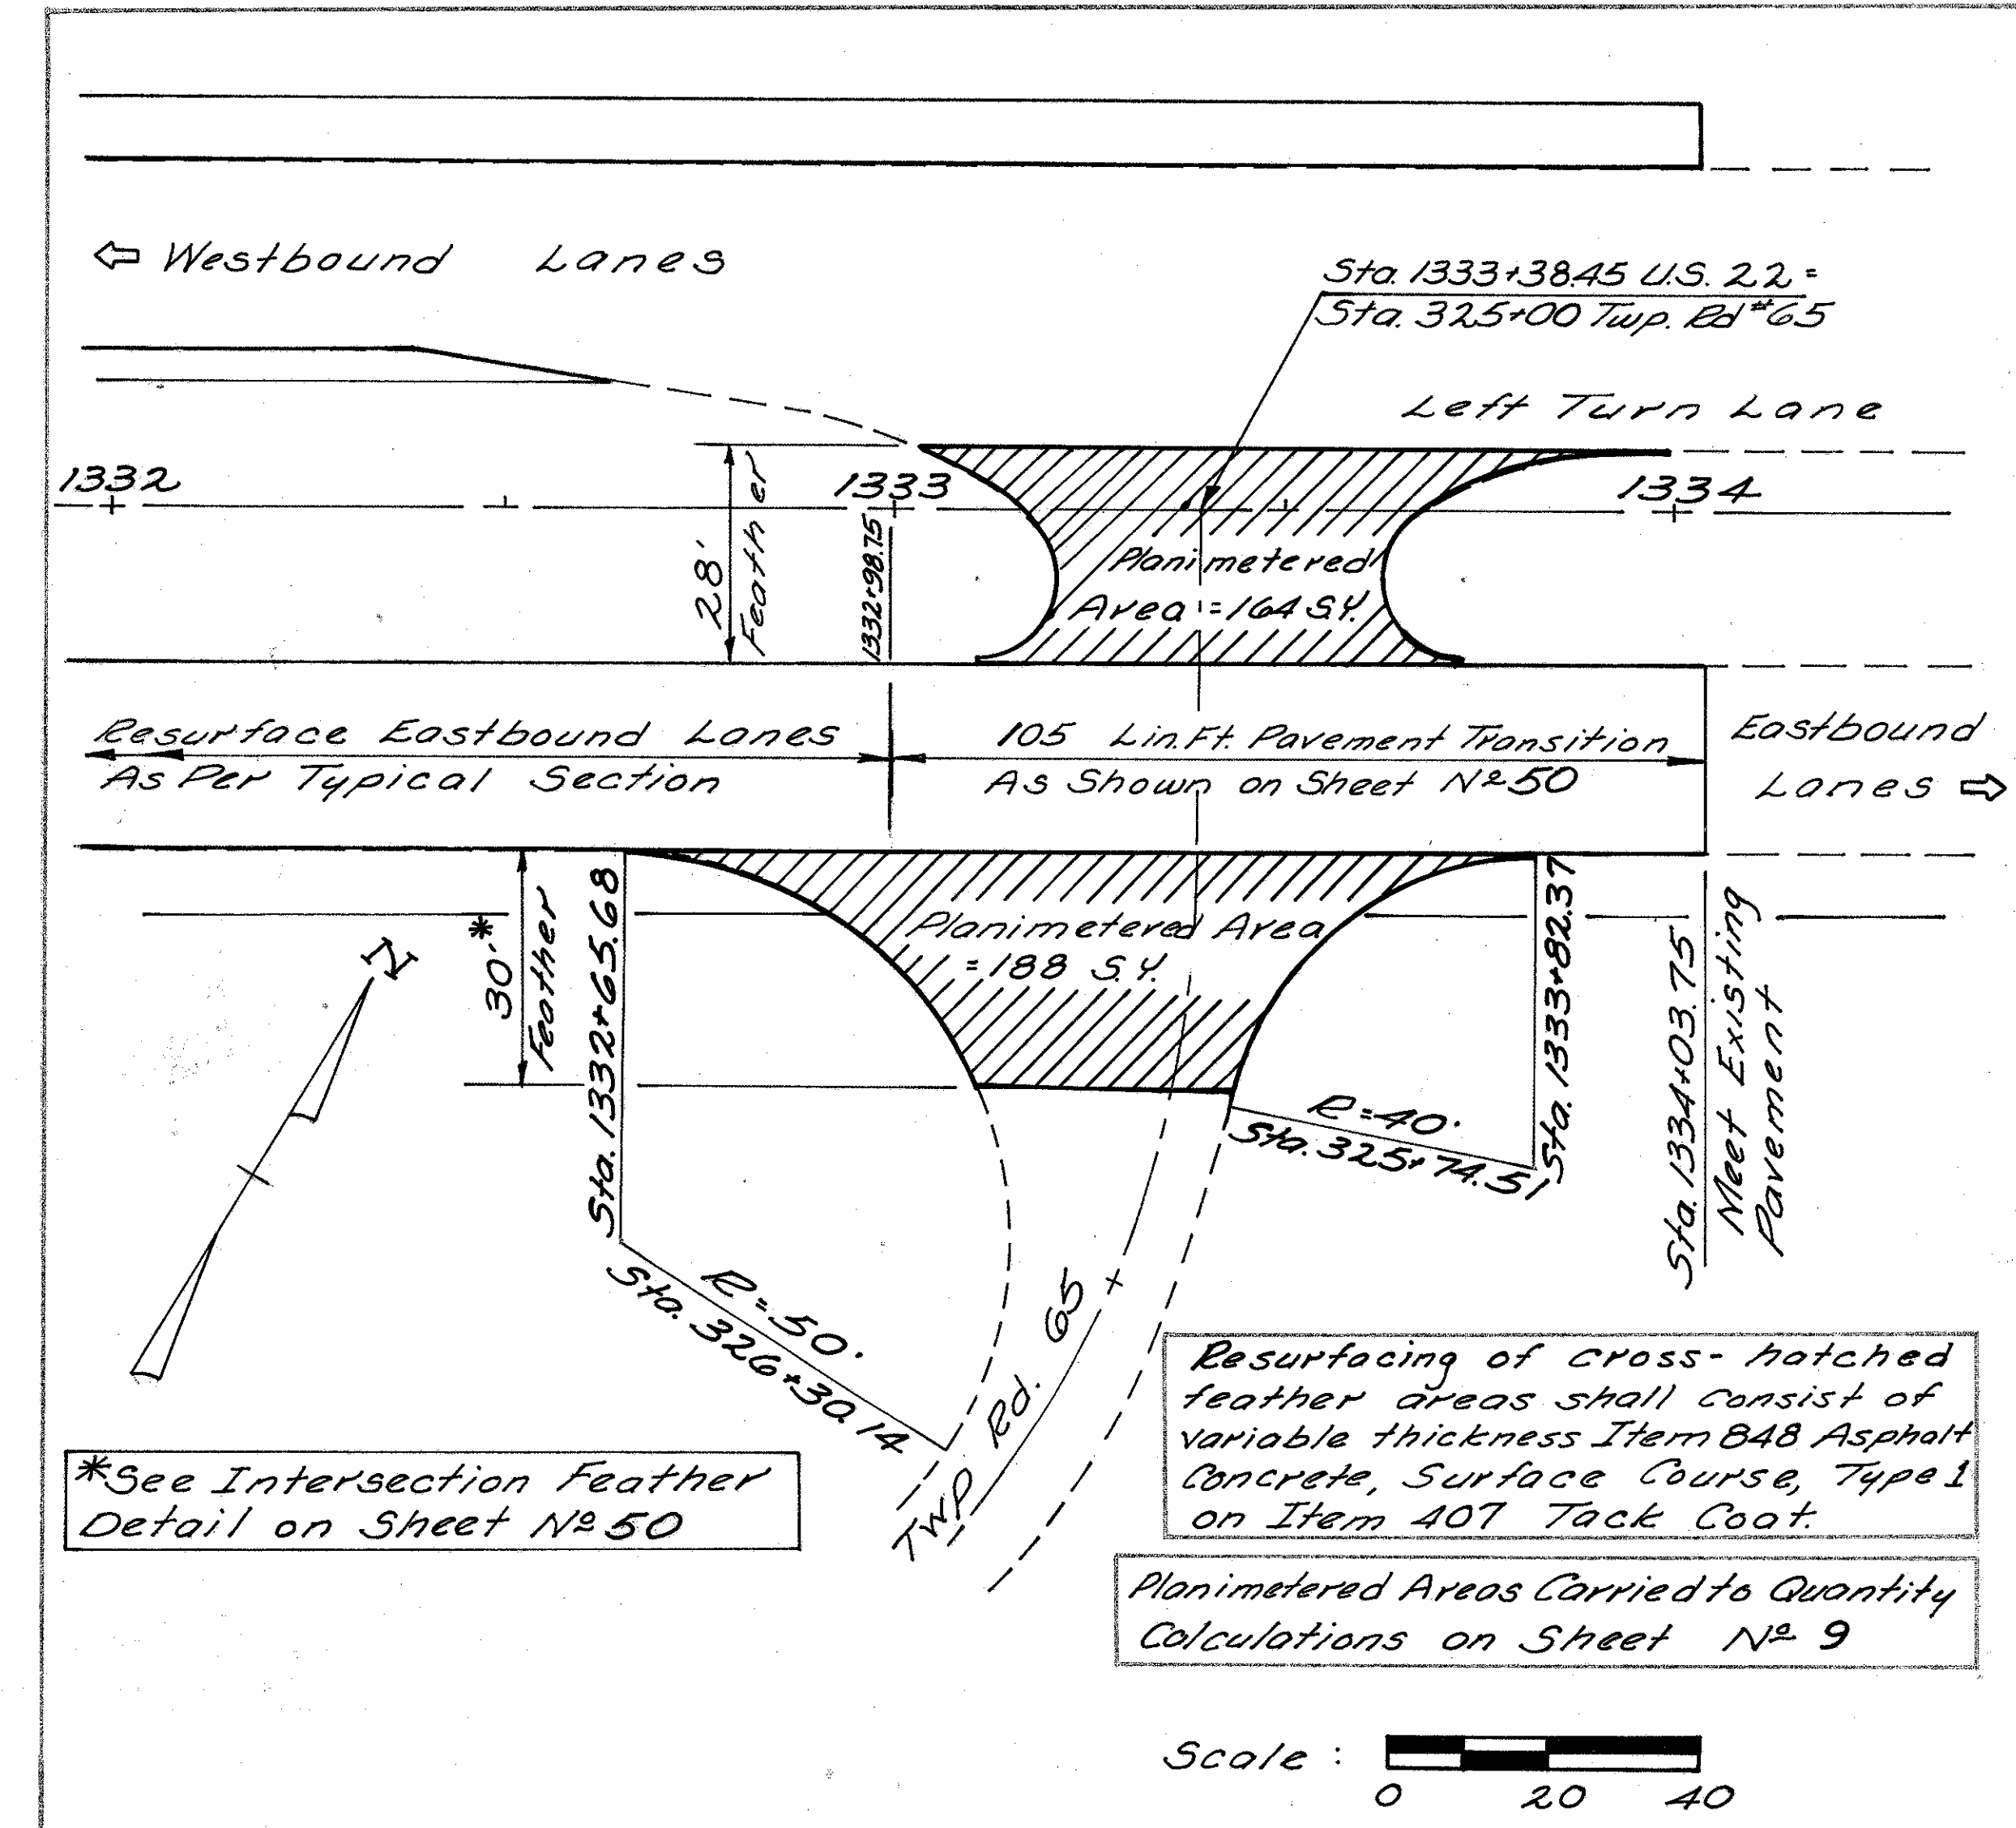 Westbound Lanes
Sta. 1333+38.45 U.S. 22 =
Sta. 325+00 Twp. Rd #65
Left Turn Lane
1332
1333
1334
28'
Feather
1332+98.75
Planimetered
Area = 164 S.Y.
Resurface Eastbound Lanes
As Per Typical Section
105 Lin. Ft. Pavement Transition
As Shown on Sheet Nº 50
Eastbound
Lanes
30'*
Feather
Sta. 1332+65.68
Planimetered Area
= 188 S.Y.
Sta. 1333+82.37
Sta. 1334+03.75
Meet Existing
Pavement
N
R=40'
Sta. 325+74.51
R=50'
Sta. 326+30.14
Twp Rd. 65
*See Intersection Feather
Detail on Sheet Nº 50
Resurfacing of cross-hatched
feather areas shall consist of
variable thickness Item 848 Asphalt
Concrete, Surface Course, Type 1
on Item 407 Tack Coat.
Planimetered Areas Carried to Quantity
Calculations on Sheet Nº 9
Scale :
0 20 40